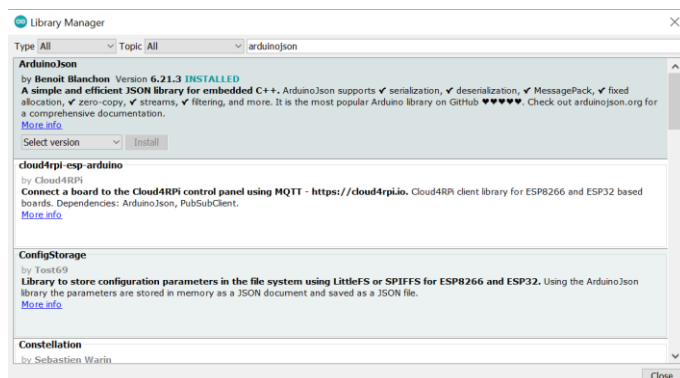 Library Manager
Type All Topic All arduinojson
ArduinoJson
by Benoit Blanchon Version 6.21.3 INSTALLED
A simple and efficient JSON library for embedded C++. ArduinoJson supports ✔ serialization, ✔ deserialization, ✔ MessagePack, ✔ fixed
allocation, ✔ zero-copy, ✔ streams, ✔ filtering, and more. It is the most popular Arduino library on GitHub ♥♥♥♥♥. Check out arduinojson.org for
a comprehensive documentation.
More info
Select version Install
cloud4rpi-esp-arduino
by Cloud4RPi
Connect a board to the Cloud4RPi control panel using MQTT - https://cloud4rpi.io. Cloud4RPi client library for ESP8266 and ESP32 based
boards. Dependencies: ArduinoJson, PubSubClient.
More info
ConfigStorage
by Tost69
Library to store configuration parameters in the file system using LittleFS or SPIFFS for ESP8266 and ESP32. Using the ArduinoJson
library the parameters are stored in memory as a JSON document and saved as a JSON file.
More info
Constellation
by Sebastien Warin
Close